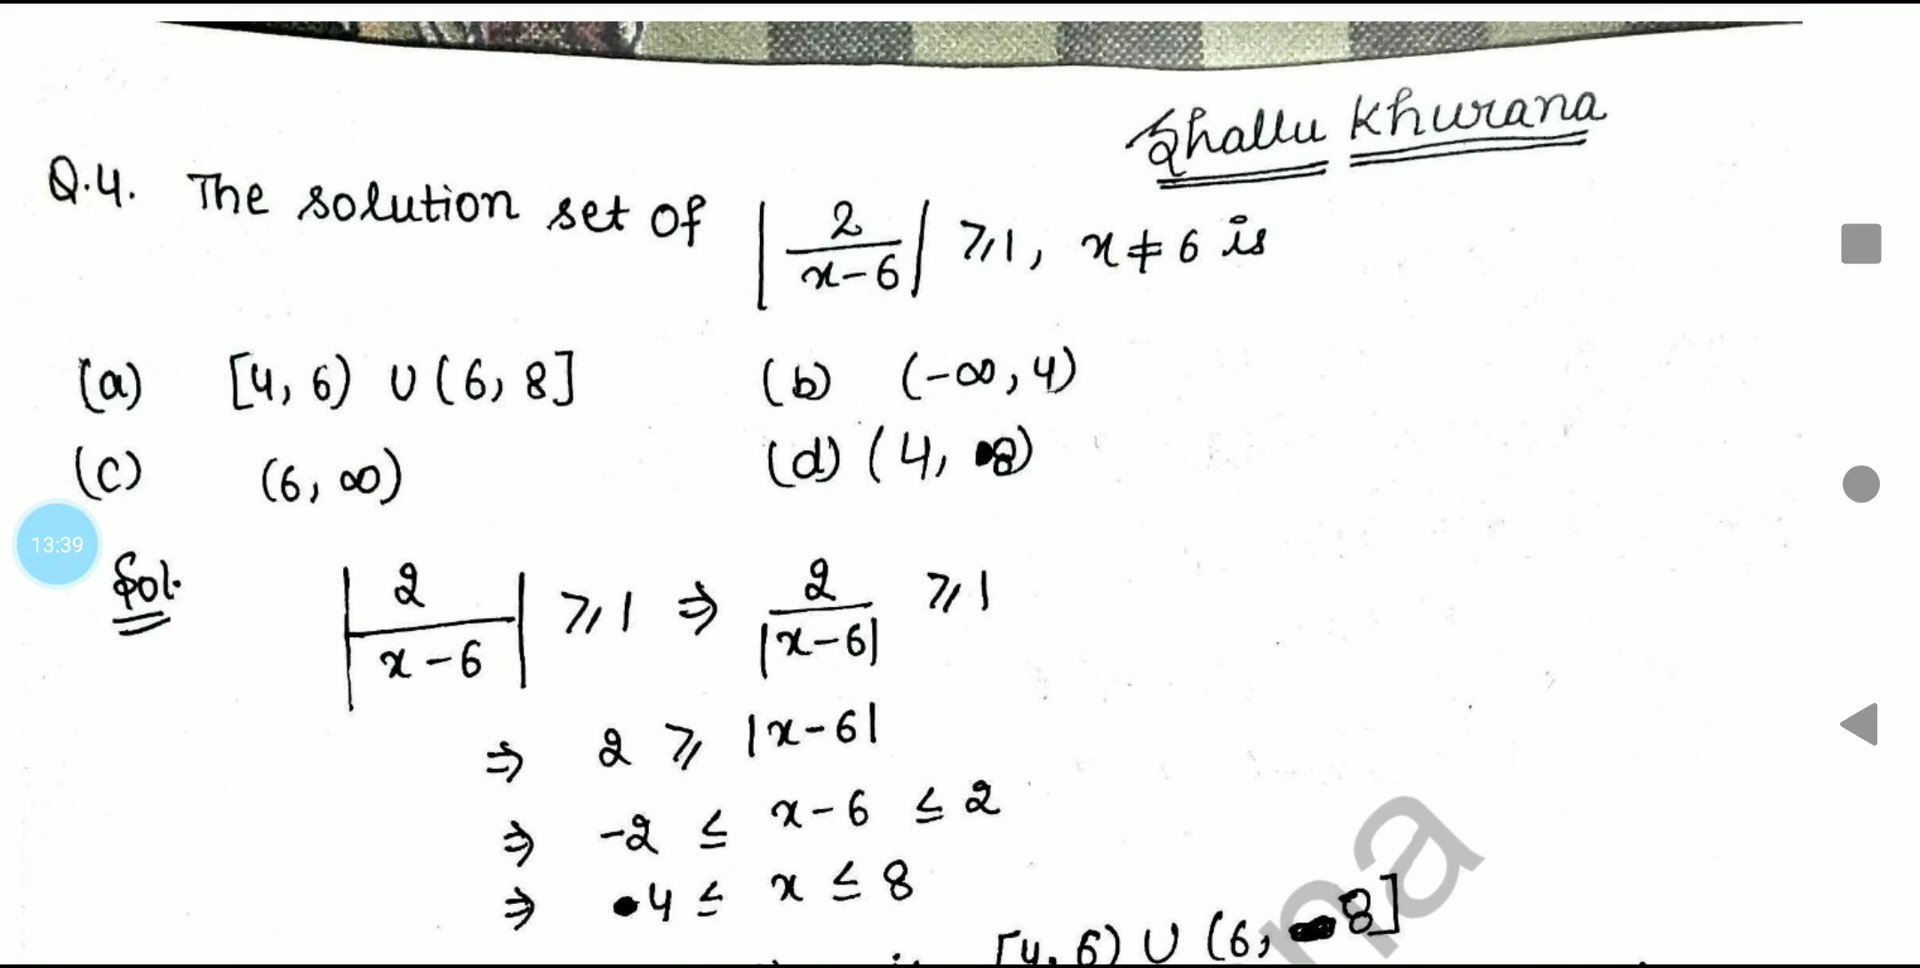 Shallu Khurana
Q.4. The solution set of |2/(x-6)| ⩾ 1, x ≠ 6 is
(a) [4, 6) ∪ (6, 8] (b) (-∞, 4)
(c) (6, ∞) (d) (4, 8)
13:39
Sol. |2/(x-6)| ⩾ 1 ⇒ 2/|x-6| ⩾ 1
⇒ 2 ⩾ |x-6|
⇒ -2 ≤ x-6 ≤ 2
⇒ 4 ≤ x ≤ 8
[4, 6) ∪ (6, 8]
na